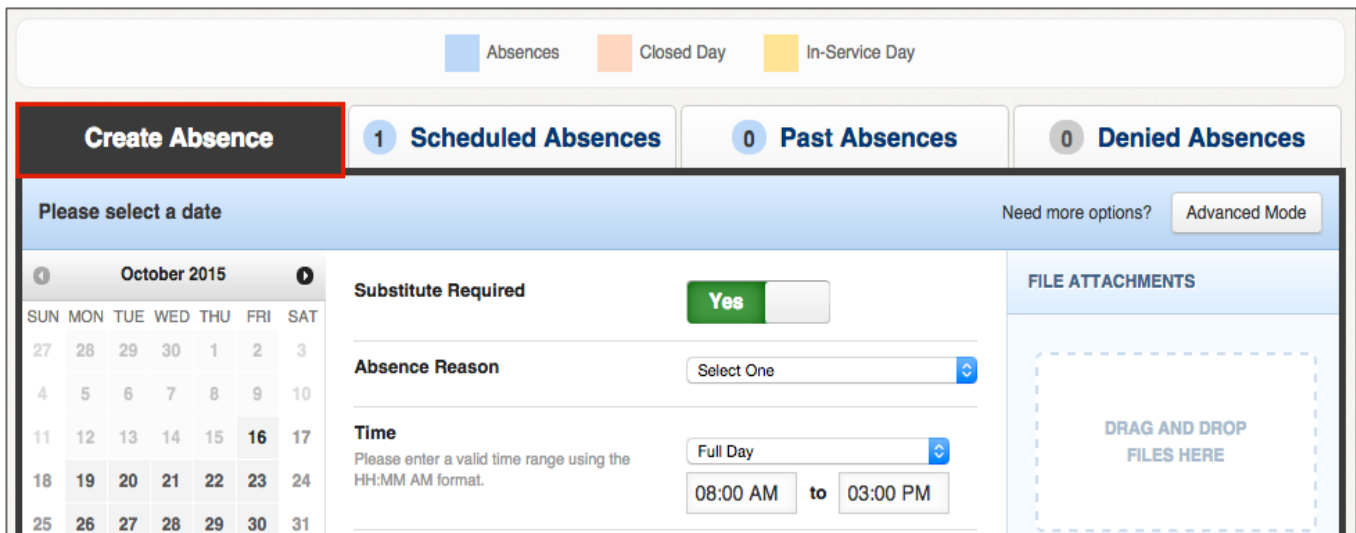 Absences Closed Day In-Service Day
Create Absence 1 Scheduled Absences 0 Past Absences 0 Denied Absences
Please select a date Need more options? Advanced Mode
October 2015
SUN MON TUE WED THU FRI SAT
27 28 29 30 1 2 3
4 5 6 7 8 9 10
11 12 13 14 15 16 17
18 19 20 21 22 23 24
25 26 27 28 29 30 31
Substitute Required Yes
Absence Reason Select One
Time Full Day
Please enter a valid time range using the
HH:MM AM format.
08:00 AM to 03:00 PM
FILE ATTACHMENTS
DRAG AND DROP
FILES HERE